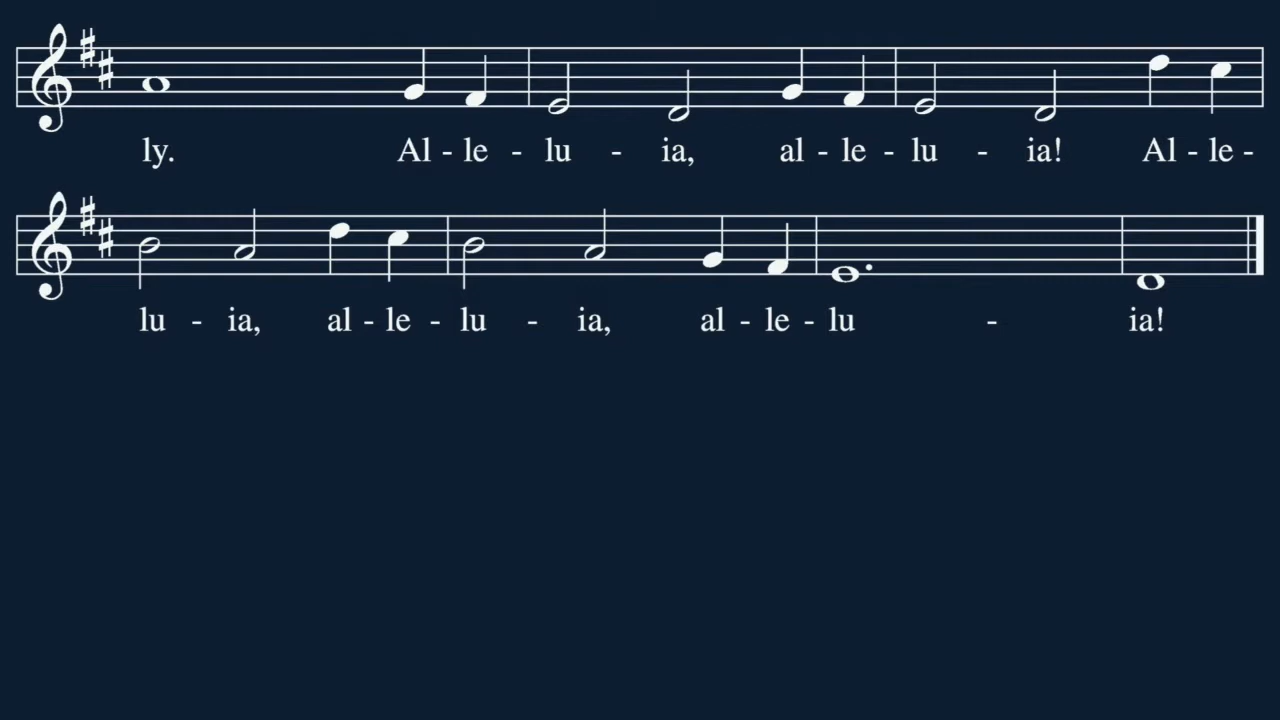 ly. Al - le - lu - ia, al - le - lu - ia! Al - le -
lu - ia, al - le - lu - ia, al - le - lu - ia!